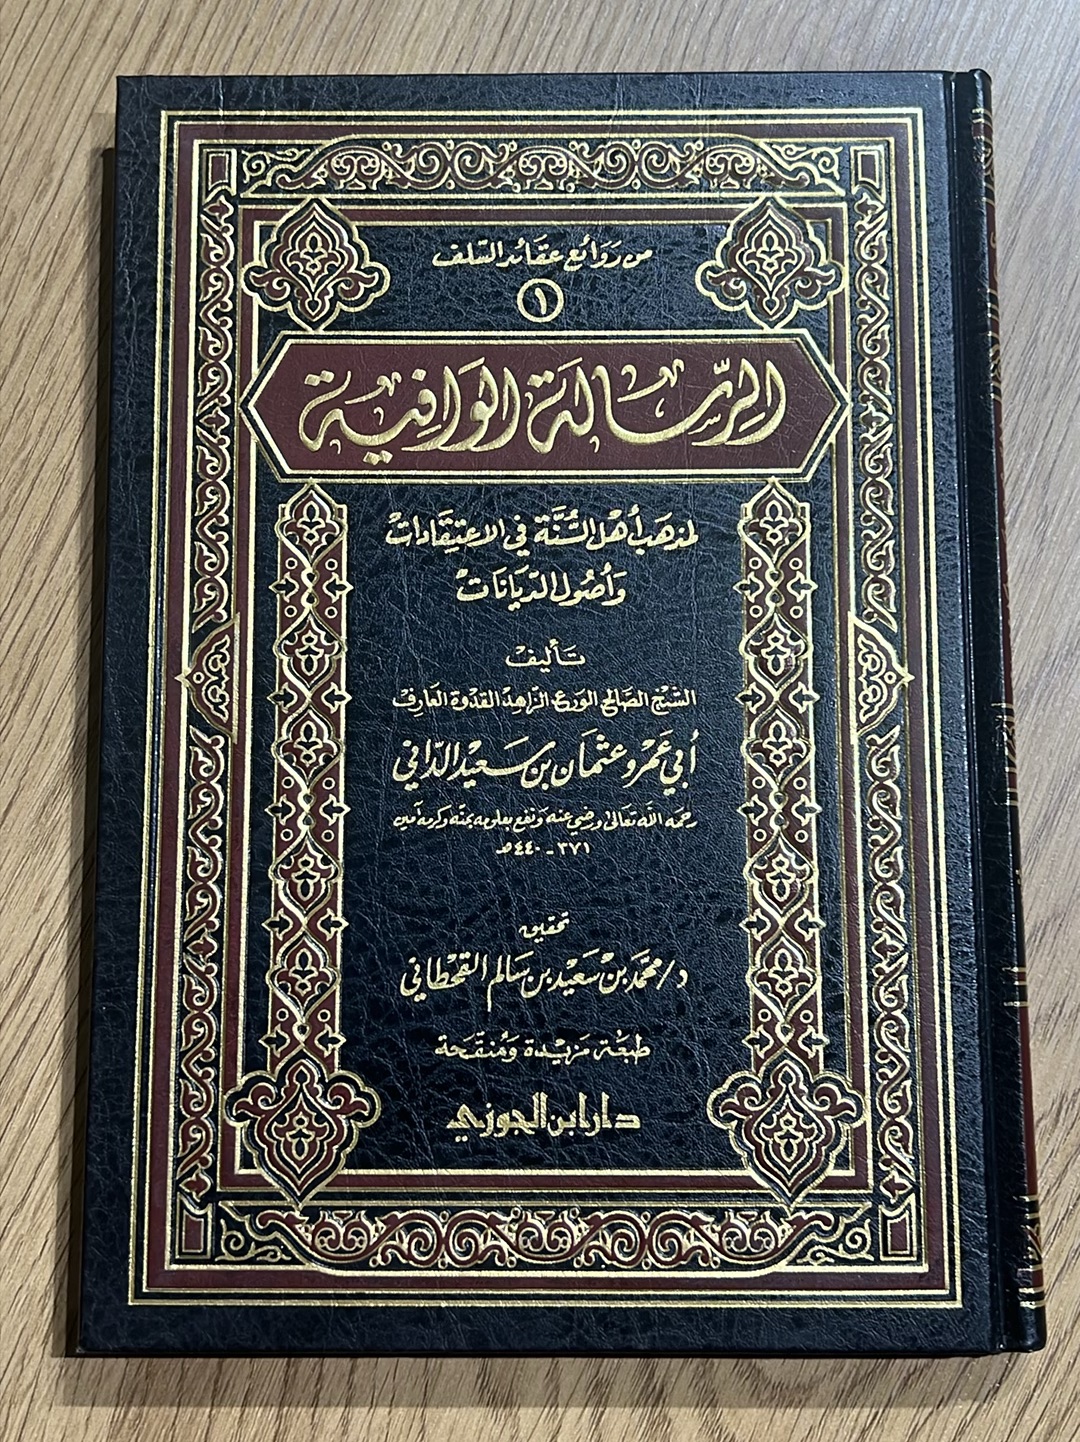 من روائع عقائد السلف
١
الرسالة الوافية
لمذهب أهل السنة في الاعتقادات
وأصول الديانات
تأليف
الشيخ الصالح الورع الزاهد القدوة العارف
أبي عمرو عثمان بن سعيد الداني
رحمه الله تعالى ورضي عنه ونفع بعلومه بمنه وكرمه آمين
٣٧١ - ٤٤٠ هـ
تحقيق
د/محمد بن سعيد بن سالم القحطاني
طبعة مزيدة ومنقحة
دار ابن الجوزي